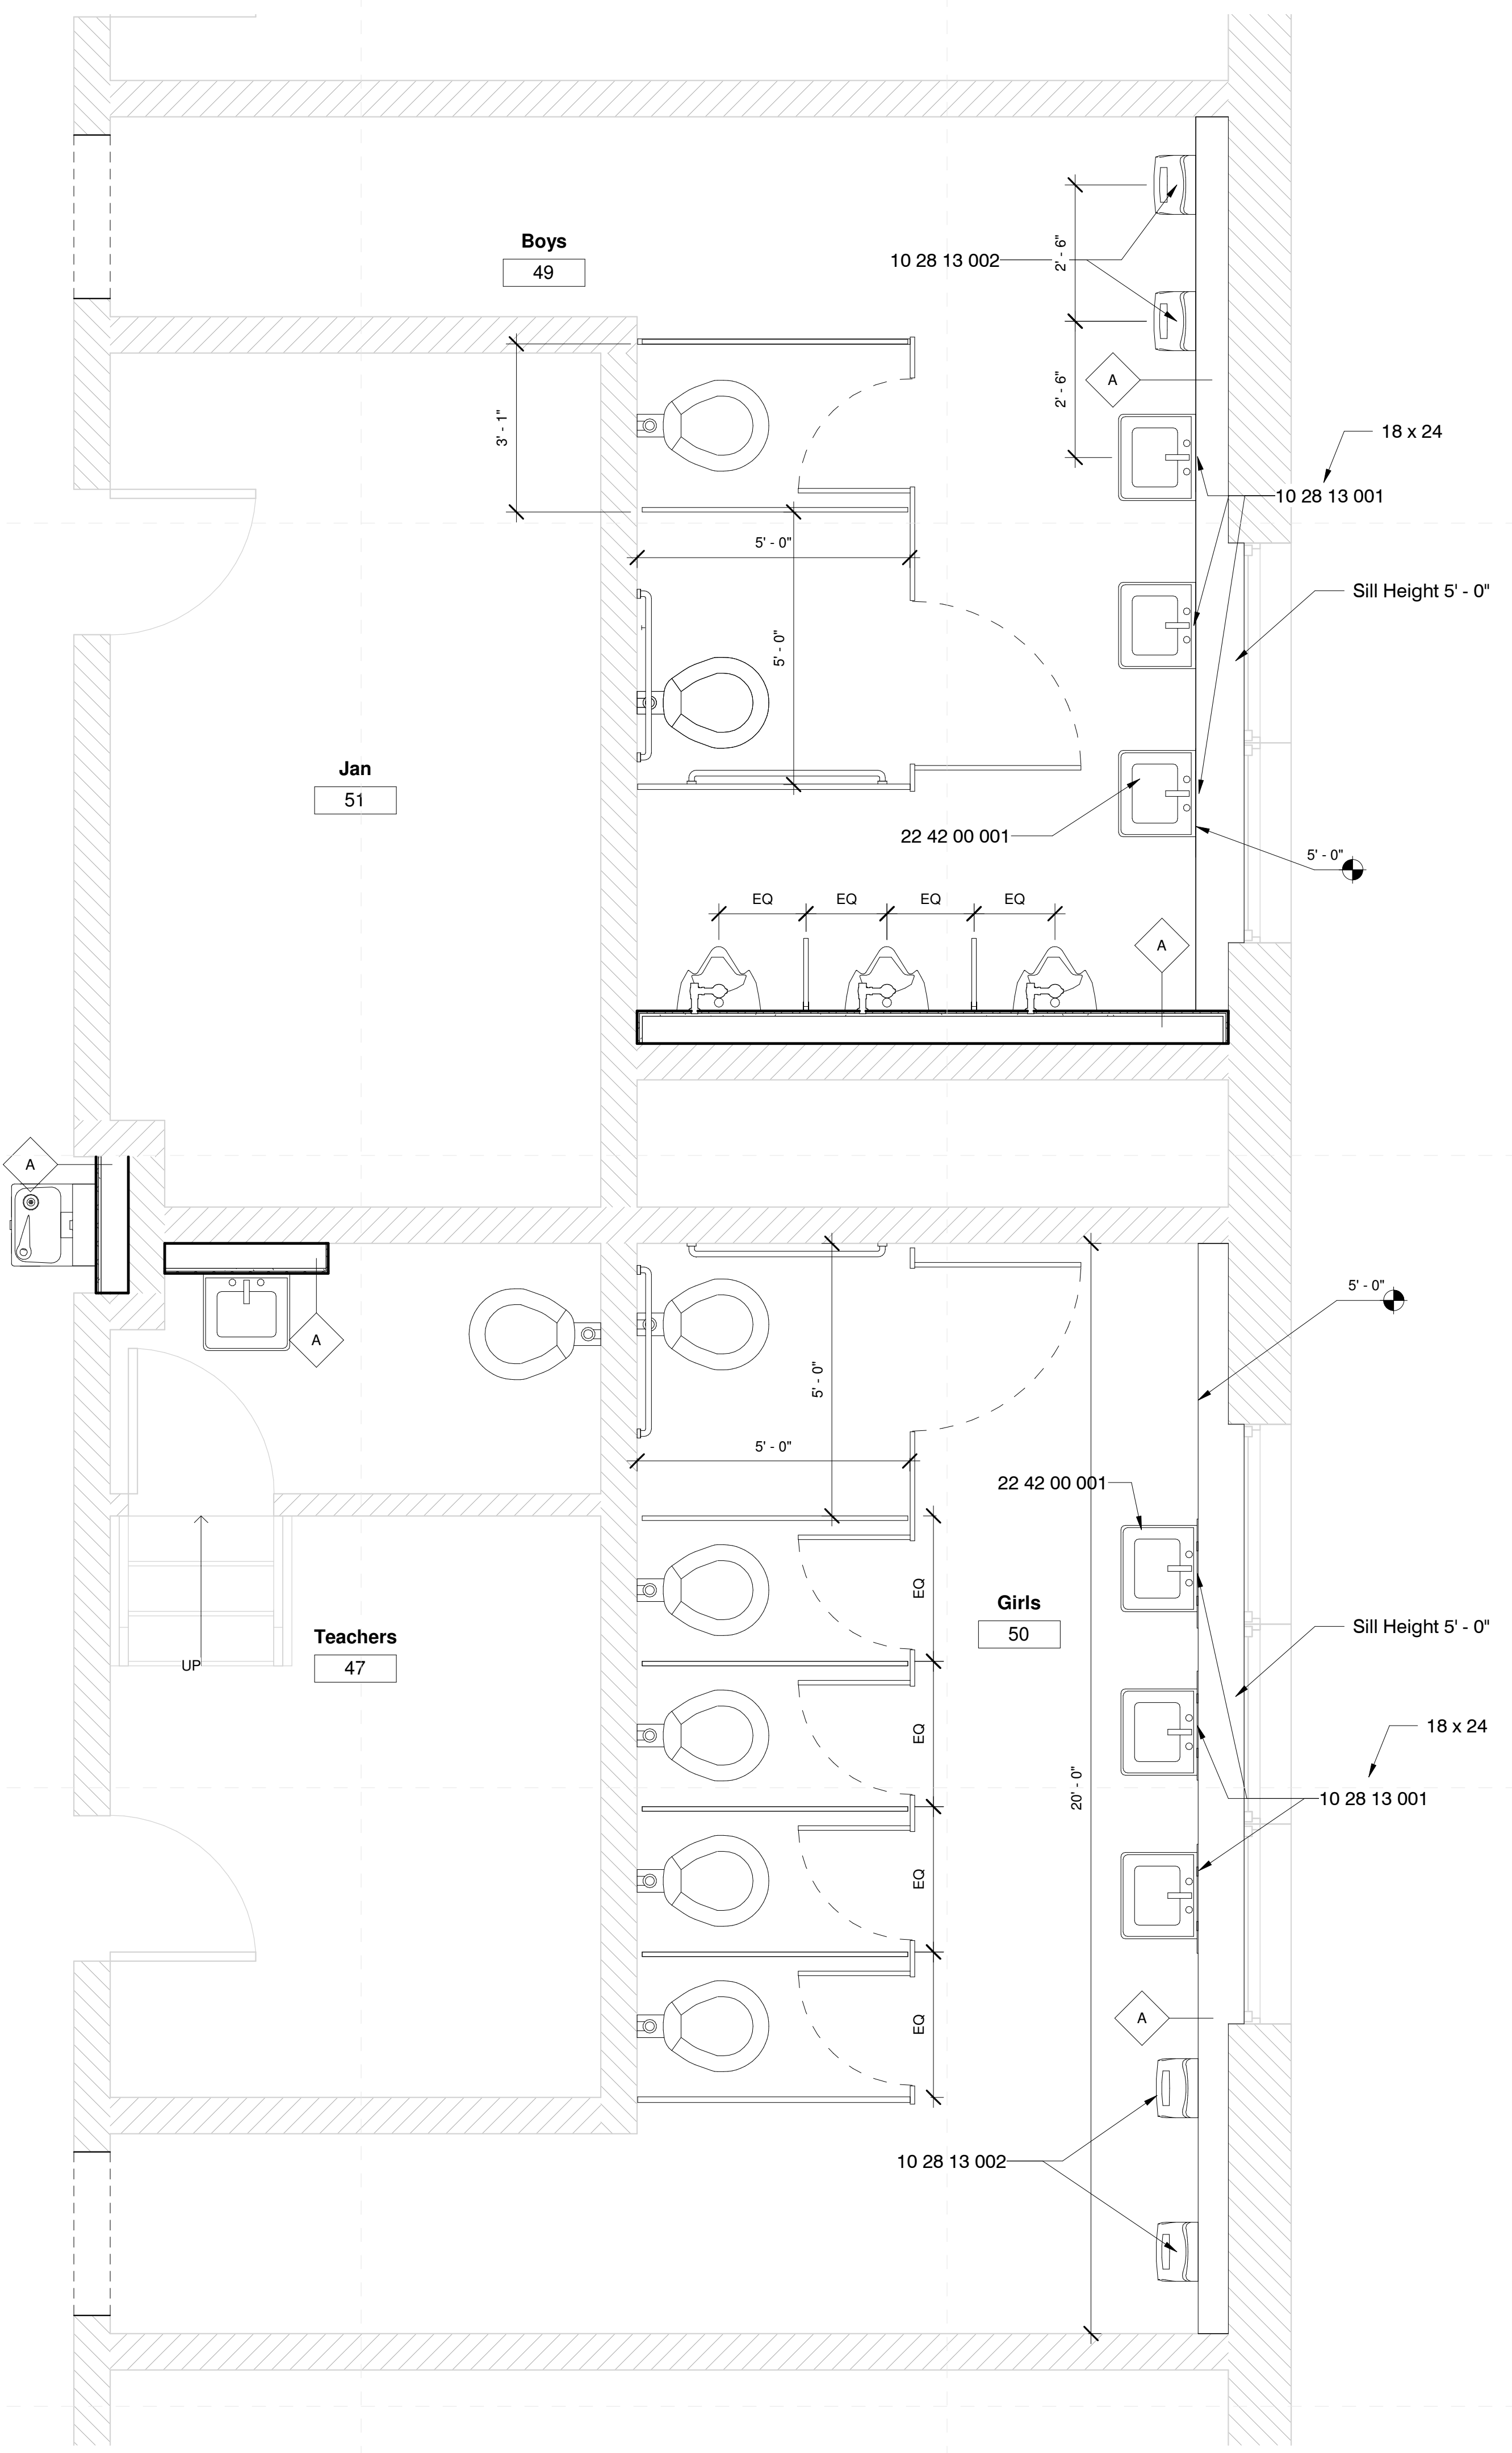 Boys
49
10 28 13 002
2' - 6"
2' - 6"
A
3' - 1"
18 x 24
10 28 13 001
5' - 0"
Sill Height 5' - 0"
5' - 0"
Jan
51
22 42 00 001
5' - 0"
EQ
EQ
EQ
EQ
A
A
5' - 0"
A
5' - 0"
5' - 0"
22 42 00 001
EQ
Girls
50
Sill Height 5' - 0"
Teachers
47
UP
EQ
18 x 24
20' - 0"
10 28 13 001
EQ
A
EQ
10 28 13 002